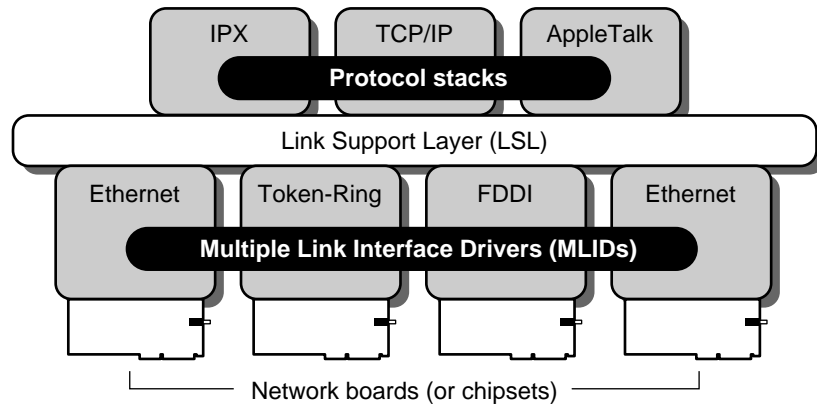 IPX TCP/IP AppleTalk
Protocol stacks
Link Support Layer (LSL)
Ethernet Token-Ring FDDI Ethernet
Multiple Link Interface Drivers (MLIDs)
Network boards (or chipsets)